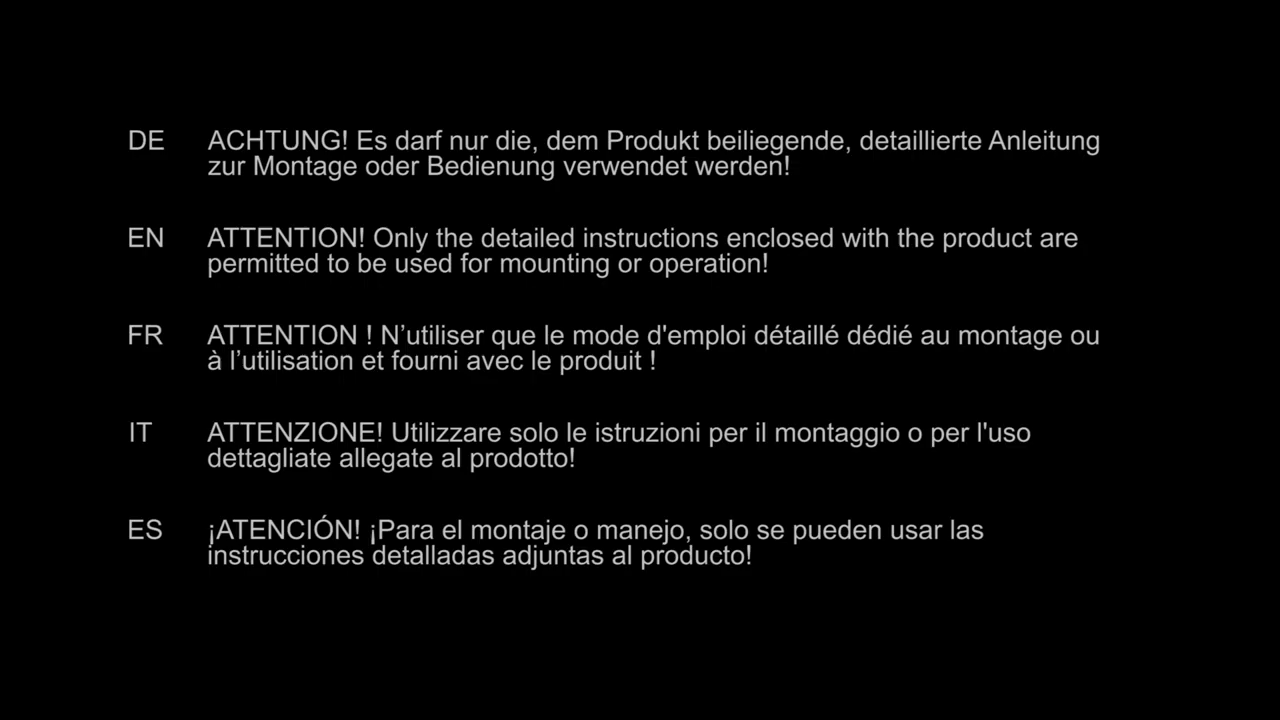 DE ACHTUNG! Es darf nur die, dem Produkt beiliegende, detaillierte Anleitung
zur Montage oder Bedienung verwendet werden!
EN ATTENTION! Only the detailed instructions enclosed with the product are
permitted to be used for mounting or operation!
FR ATTENTION ! N’utiliser que le mode d'emploi détaillé dédié au montage ou
à l’utilisation et fourni avec le produit !
IT ATTENZIONE! Utilizzare solo le istruzioni per il montaggio o per l'uso
dettagliate allegate al prodotto!
ES ¡ATENCIÓN! ¡Para el montaje o manejo, solo se pueden usar las
instrucciones detalladas adjuntas al producto!